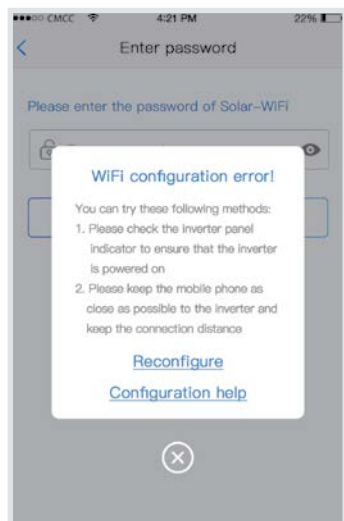 CMCC 4:21 PM 22%
Enter password
Please enter the password of Solar-WiFi
WiFi configuration error!
You can try these following methods:
1. Please check the inverter panel
indicator to ensure that the inverter
is powered on
2. Please keep the mobile phone as
close as possible to the inverter and
keep the connection distance
Reconfigure
Configuration help